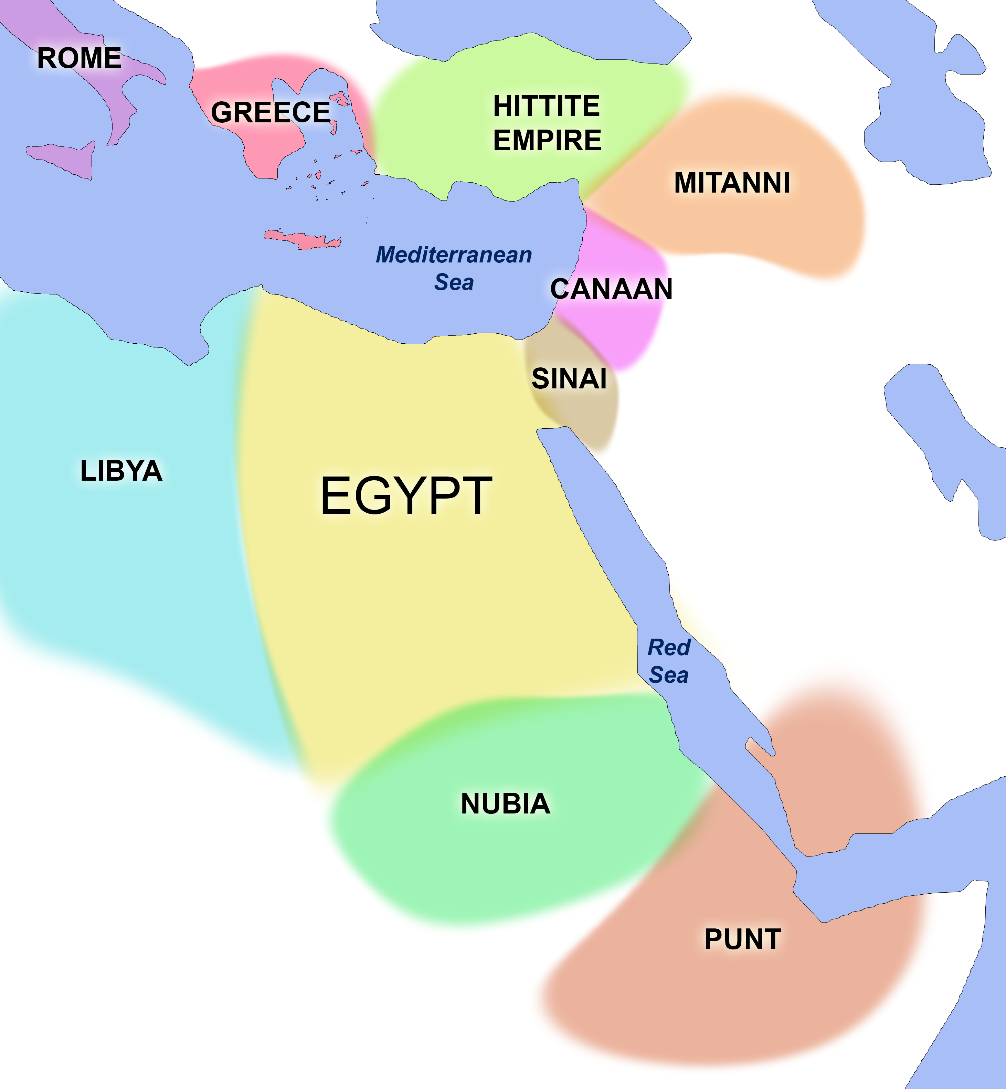 ROME
GREECE
HITTITE
EMPIRE
MITANNI
Mediterranean
Sea
CANAAN
SINAI
LIBYA
EGYPT
Red
Sea
NUBIA
PUNT